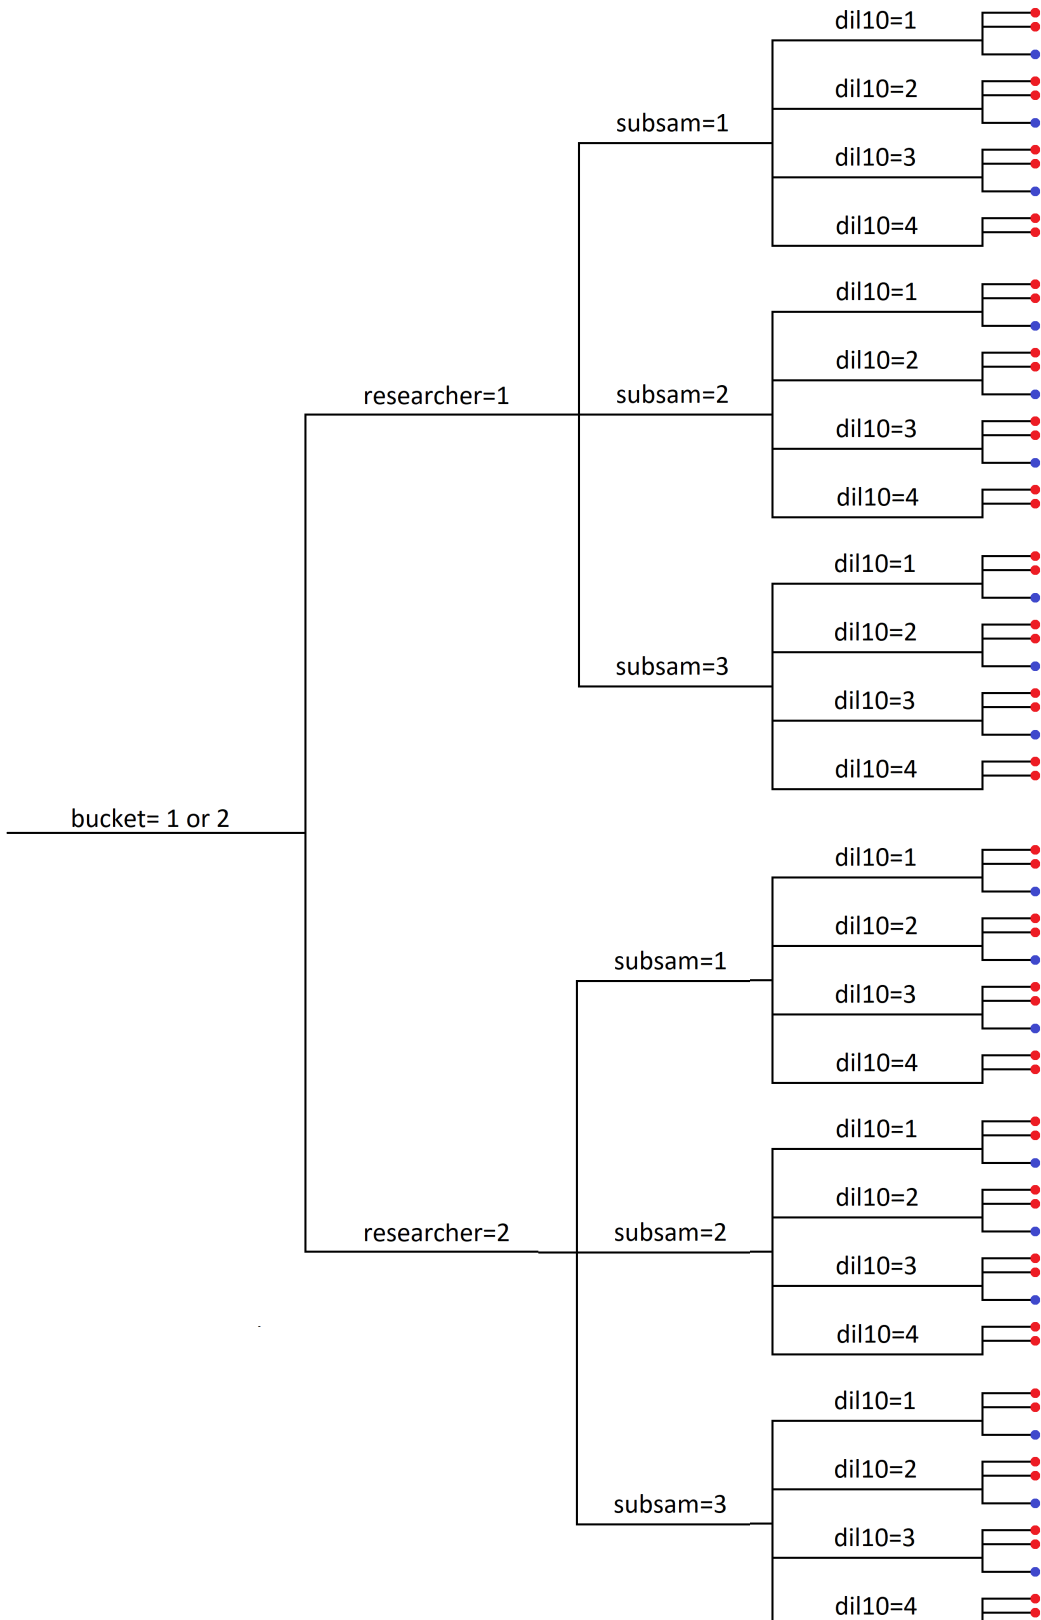 dil10=1
dil10=2
subsam=1
dil10=3
dil10=4
dil10=1
dil10=2
researcher=1
subsam=2
dil10=3
dil10=4
dil10=1
dil10=2
subsam=3
dil10=3
dil10=4
bucket= 1 or 2
dil10=1
dil10=2
subsam=1
dil10=3
dil10=4
dil10=1
dil10=2
researcher=2
subsam=2
dil10=3
dil10=4
dil10=1
dil10=2
subsam=3
dil10=3
dil10=4